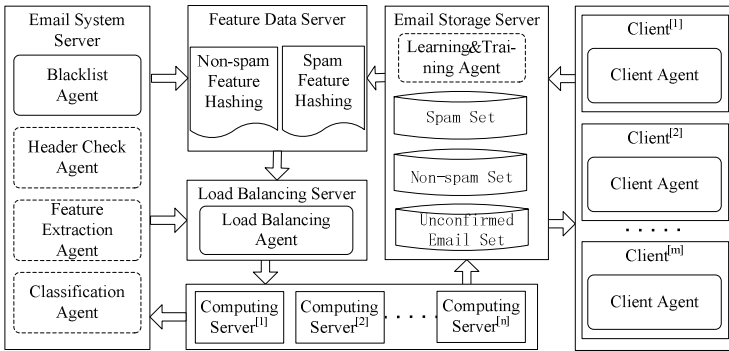 Email System
Server
Blacklist
Agent
Header Check
Agent
Feature
Extraction
Agent
Classification
Agent
Feature Data Server
Non-spam
Feature
Hashing
Spam
Feature
Hashing
Load Balancing Server
Load Balancing
Agent
Computing
Server[1]
Computing
Server[2]
· · · · ·
Computing
Server[n]
Email Storage Server
Learning&Trai-
ning Agent
Spam Set
Non-spam Set
Unconfirmed
Email Set
Client[1]
Client Agent
Client[2]
Client Agent
· · · · ·
Client[m]
Client Agent